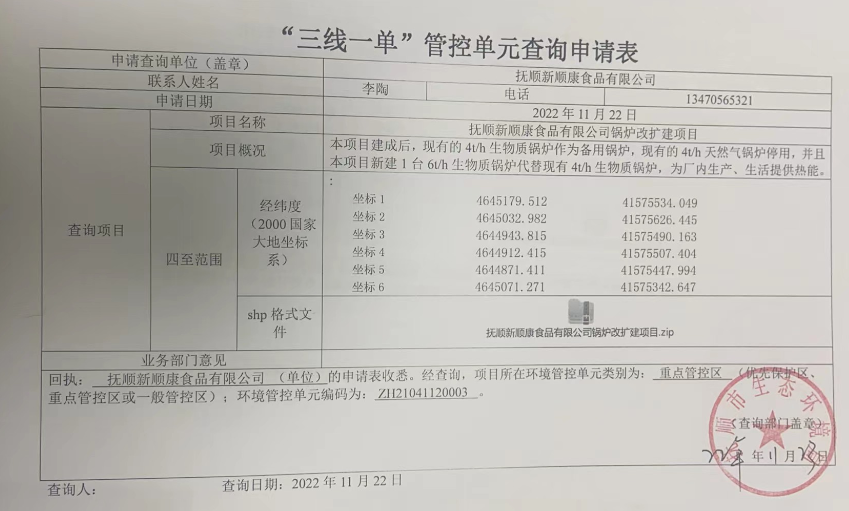 “三线一单”管控单元查询申请表
申请查询单位（盖章）
抚顺新顺康食品有限公司
联系人姓名
李陶
电话
13470565321
申请日期
2022 年 11 月 22 日
查询项目
项目名称
抚顺新顺康食品有限公司锅炉改扩建项目
项目概况
本项目建成后，现有的 4t/h 生物质锅炉作为备用锅炉，现有的 4t/h 天然气锅炉停用，并且
本项目新建 1 台 6t/h 生物质锅炉代替现有 4t/h 生物质锅炉，为厂内生产、生活提供热能。
四至范围
经纬度
（2000 国家
大地坐标
系）
：
坐标 1 4645179.512 41575534.049
坐标 2 4645032.982 41575626.445
坐标 3 4644943.815 41575490.163
坐标 4 4644912.415 41575507.404
坐标 5 4644871.411 41575447.994
坐标 6 4645071.271 41575342.647
shp 格式文
件
抚顺新顺康食品有限公司锅炉改扩建项目.zip
业务部门意见
回执： 抚顺新顺康食品有限公司 （单位）的申请表收悉。经查询，项目所在环境管控单元类别为： 重点管控区 （优先保护区、
重点管控区或一般管控区）；环境管控单元编码为： ZH21041120003 。
顺市生态环境局
（查询部门盖章）
年 11 月 日
查询人：
查询日期：2022 年 11 月 22 日